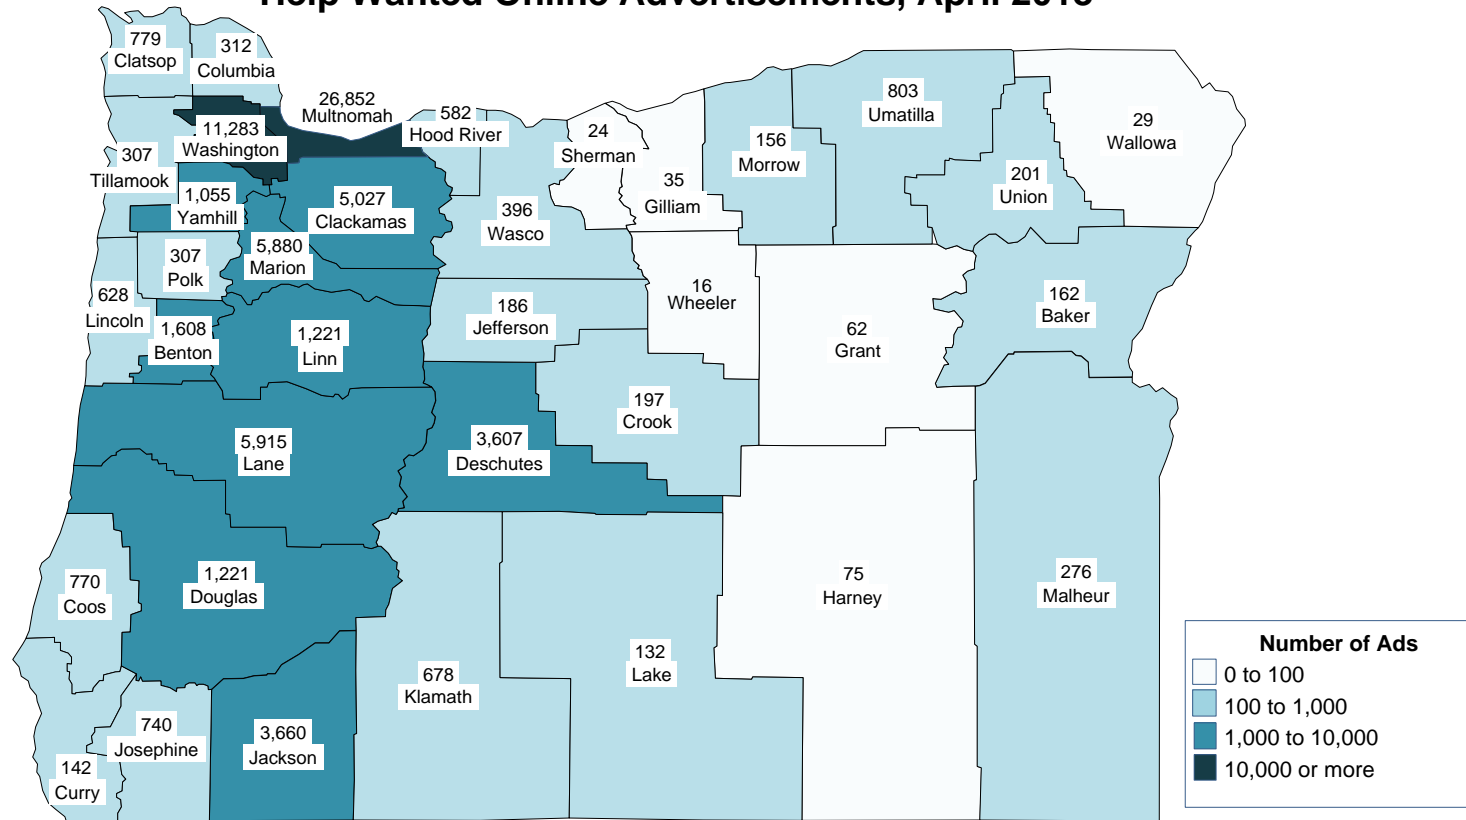 Help Wanted Online Advertisements, April
779
Clatsop
312
Columbia
26,852
Multnomah
582
Hood River
11,283
Washington
307
Tillamook
1,055
Yamhill
5,027
Clackamas
24
Sherman
35
Gilliam
156
Morrow
803
Umatilla
201
Union
29
Wallowa
396
Wasco
5,880
Marion
307
Polk
628
Lincoln
1,608
Benton
1,221
Linn
186
Jefferson
16
Wheeler
62
Grant
162
Baker
197
Crook
5,915
Lane
3,607
Deschutes
770
Coos
1,221
Douglas
75
Harney
276
Malheur
678
Klamath
132
Lake
740
Josephine
3,660
Jackson
142
Curry
Number of Ads
0 to 100
100 to 1,000
1,000 to 10,000
10,000 or more